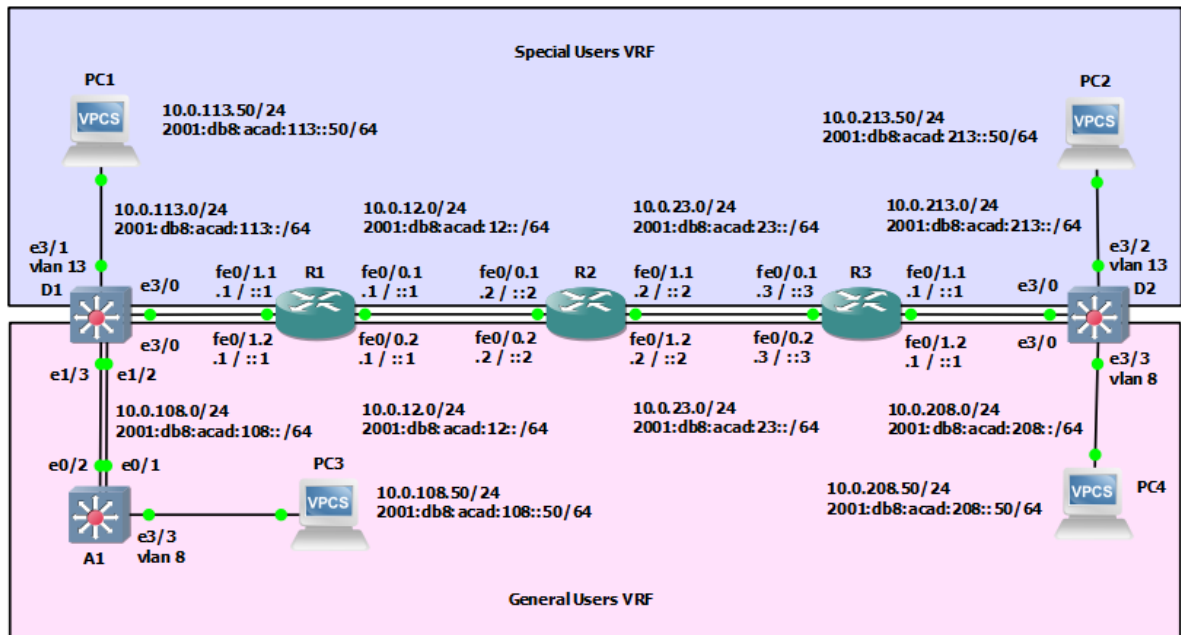 Special Users VRF
PC1
VPCS
10.0.113.50/24
2001:db8:acad:113::50/64
PC2
VPCS
10.0.213.50/24
2001:db8:acad:213::50/64
10.0.113.0/24
2001:db8:acad:113::/64
10.0.12.0/24
2001:db8:acad:12::/64
10.0.23.0/24
2001:db8:acad:23::/64
10.0.213.0/24
2001:db8:acad:213::/64
e3/1
vlan 13
D1
e3/0
fe0/1.1
.1 / ::1
R1
fe0/0.1
.1 / ::1
fe0/0.1
.2 / ::2
R2
fe0/1.1
.2 / ::2
fe0/0.1
.3 / ::3
R3
fe0/1.1
.1 / ::1
e3/0
e3/2
vlan 13
D2
e3/0
fe0/1.2
.1 / ::1
fe0/0.2
.1 / ::1
fe0/0.2
.2 / ::2
fe0/1.2
.2 / ::2
fe0/0.2
.3 / ::3
fe0/1.2
.1 / ::1
e3/0
e3/3
vlan 8
e1/3
e1/2
10.0.108.0/24
2001:db8:acad:108::/64
10.0.12.0/24
2001:db8:acad:12::/64
10.0.23.0/24
2001:db8:acad:23::/64
10.0.208.0/24
2001:db8:acad:208::/64
e0/2
e0/1
A1
e3/3
vlan 8
PC3
VPCS
10.0.108.50/24
2001:db8:acad:108::50/64
10.0.208.50/24
2001:db8:acad:208::50/64
VPCS
PC4
General Users VRF